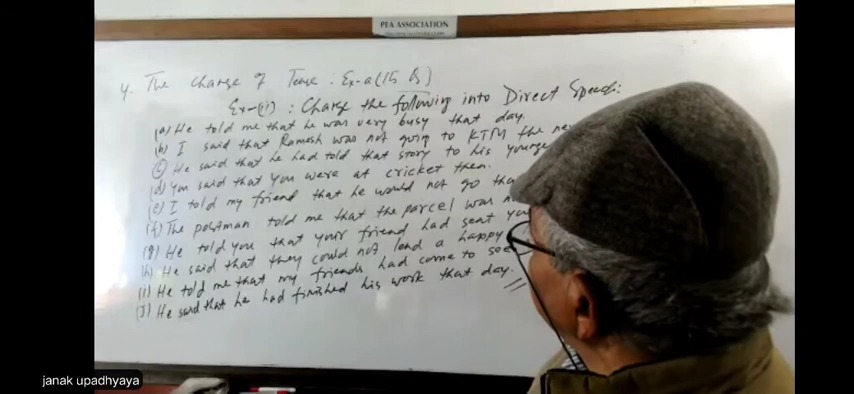 PEA ASSOCIATION
4. The Change of Tense: Ex-a(15 Q)
Ex-(ii) : Change the following into Direct Speech:
(a) He told me that he was very busy that day.
(b) I said that Ramesh was not going to KTM the
(c) He said that he had told that story to his
(d) You said that you were at cricket then.
(e) I told my friend that he would not go
(f) The postman told me that the parcel was
(g) He told you that your friend had sent
(h) He said that they could not lead a happy
(i) He told me that my friends had come to see
(j) He said that he had finished his work that day.
janak upadhyaya